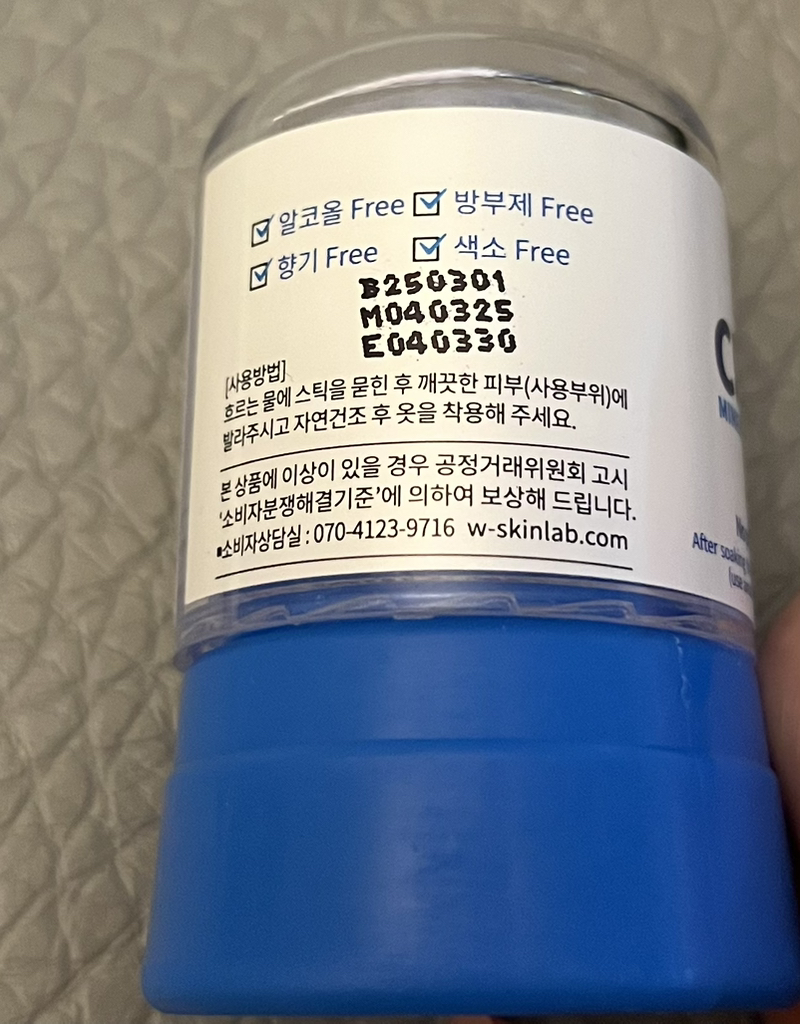 알코올 Free 방부제 Free
향기 Free 색소 Free
B250301
M040325
E040330
[사용방법]
흐르는 물에 스틱을 묻힌 후 깨끗한 피부(사용부위)에
발라주시고 자연건조 후 옷을 착용해 주세요.
본 상품에 이상이 있을 경우 공정거래위원회 고시
'소비자분쟁해결기준'에 의하여 보상해 드립니다.
▪소비자상담실 : 070-4123-9716 w-skinlab.com
After soaking